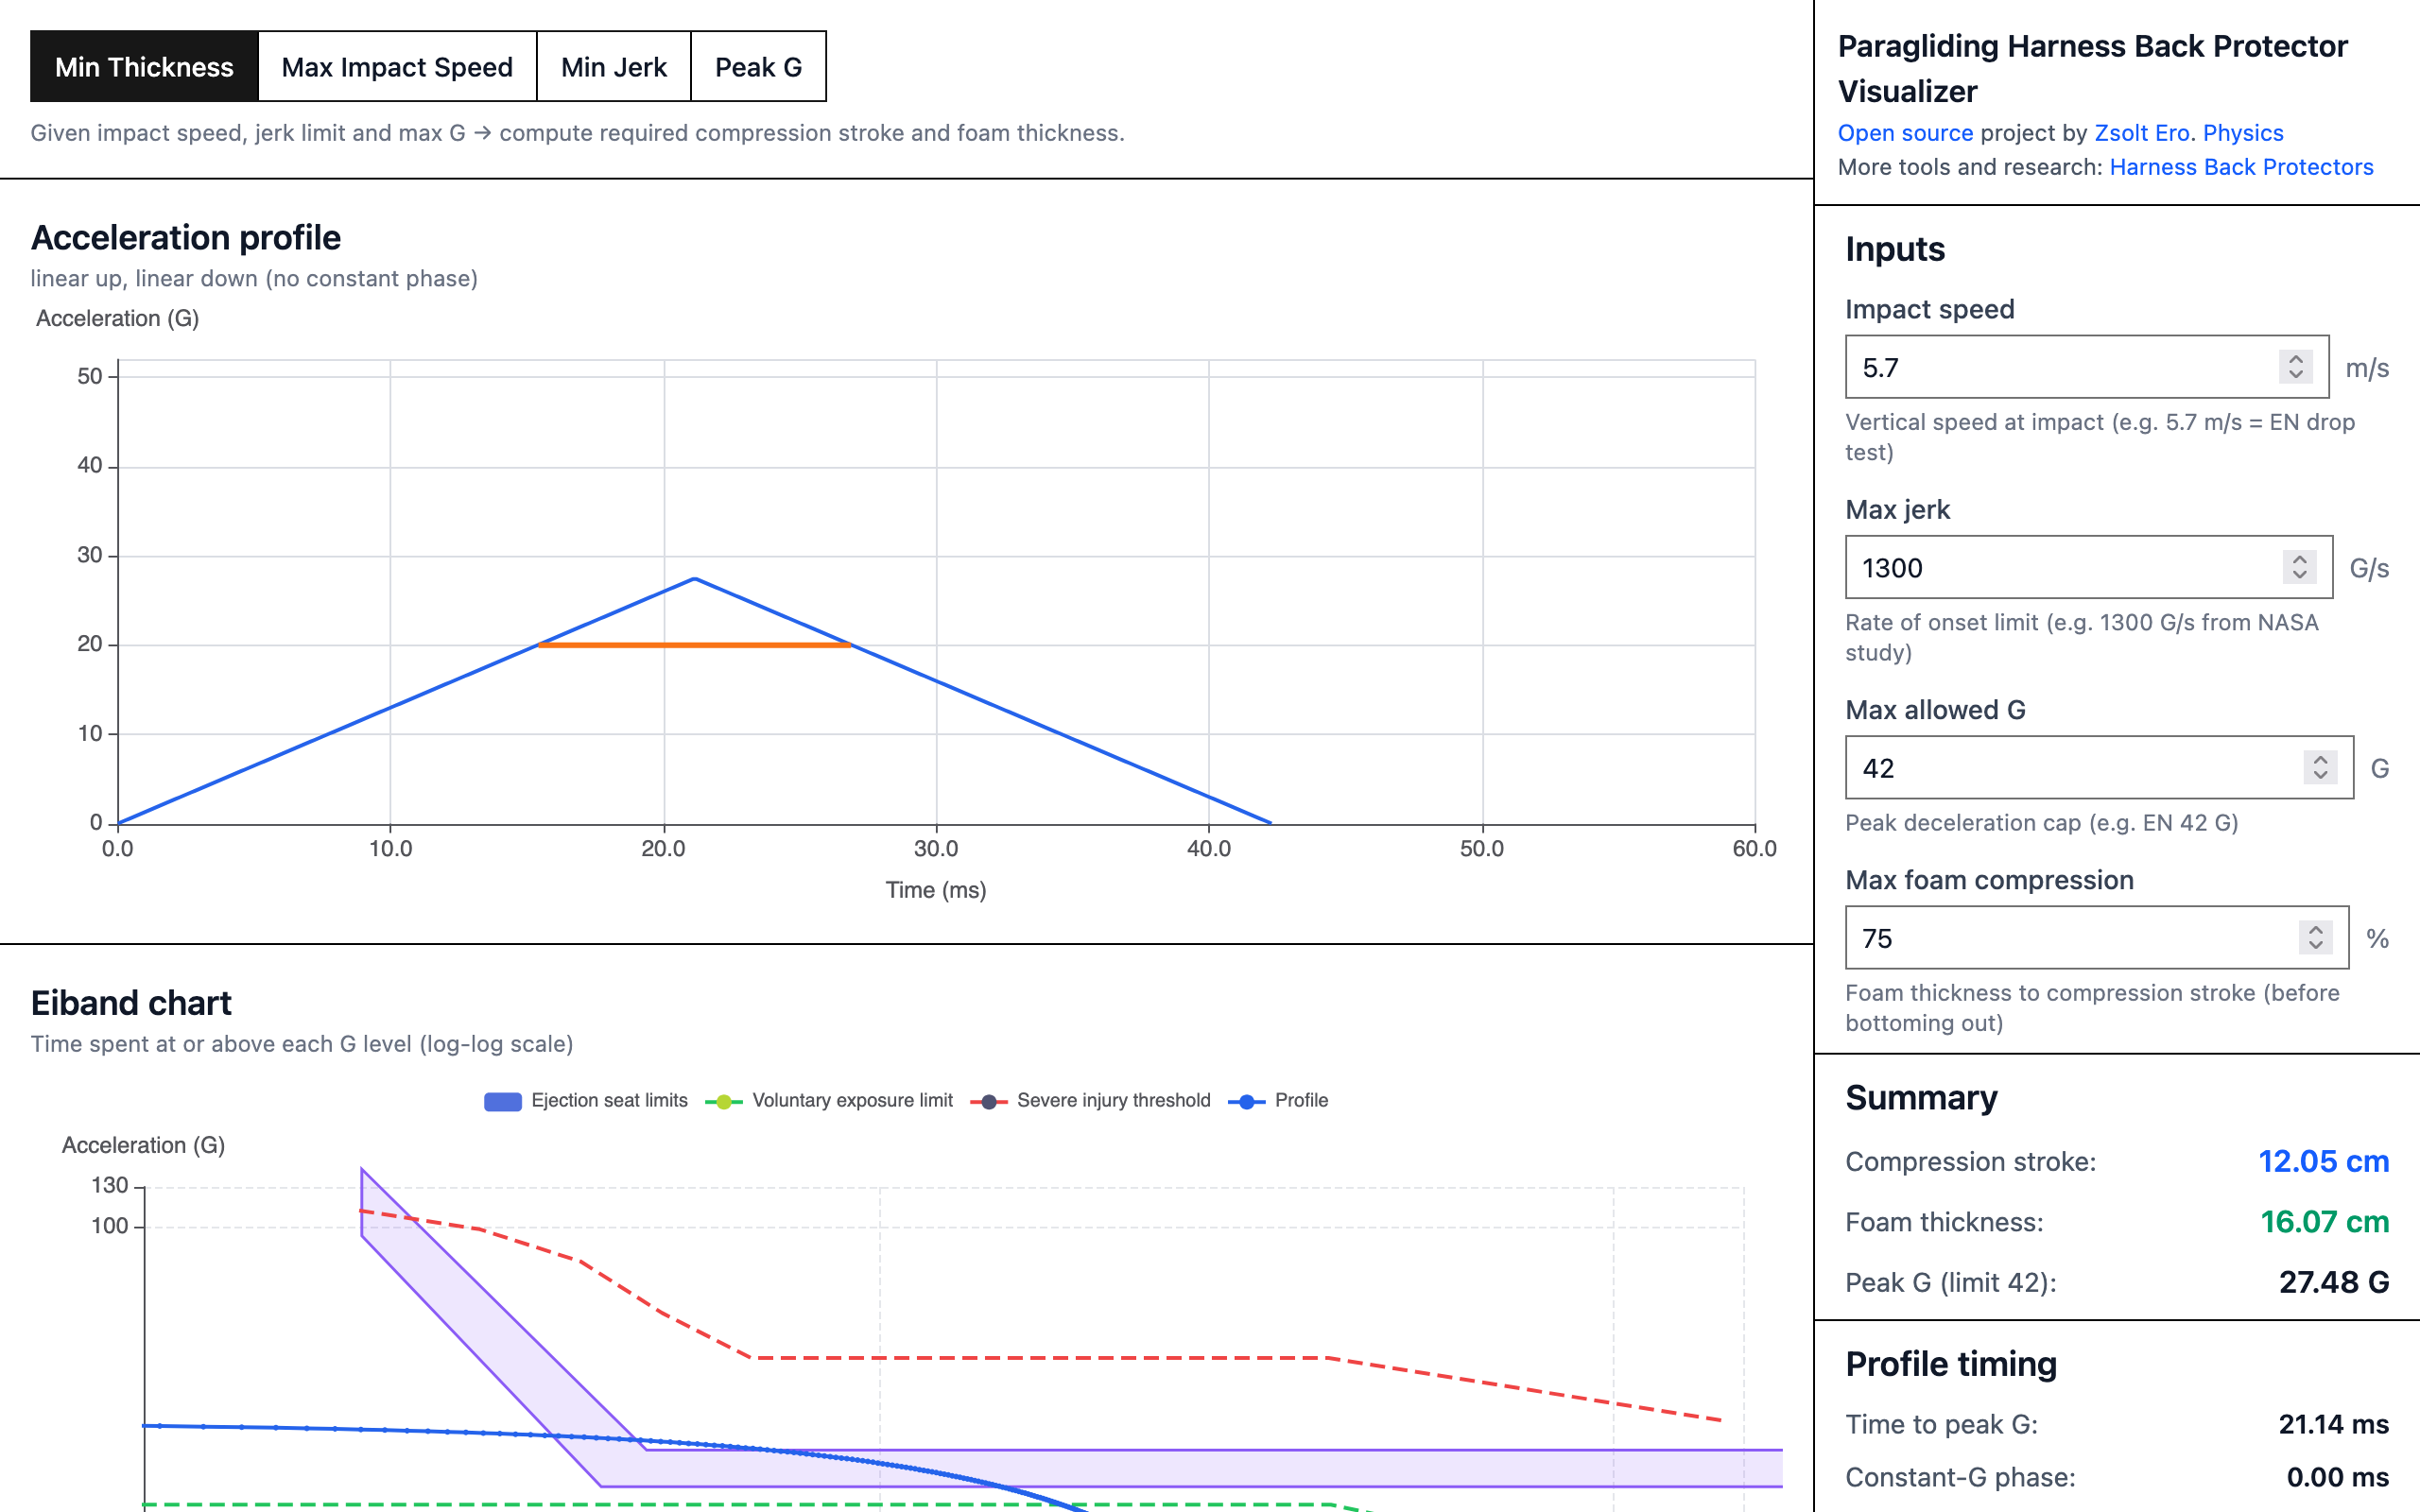 Min Thickness Max Impact Speed Min Jerk Peak G
Given impact speed, jerk limit and max G → compute required compression stroke and foam thickness.
Acceleration profile
linear up, linear down (no constant phase)
Acceleration (G)
50
40
30
20
10
0
0.0 10.0 20.0 30.0 40.0 50.0 60.0
Time (ms)
Eiband chart
Time spent at or above each G level (log-log scale)
Ejection seat limits Voluntary exposure limit Severe injury threshold Profile
Acceleration (G)
130
100
Paragliding Harness Back Protector
Visualizer
Open source project by Zsolt Ero. Physics
More tools and research: Harness Back Protectors
Inputs
Impact speed
5.7 m/s
Vertical speed at impact (e.g. 5.7 m/s = EN drop
test)
Max jerk
1300 G/s
Rate of onset limit (e.g. 1300 G/s from NASA
study)
Max allowed G
42 G
Peak deceleration cap (e.g. EN 42 G)
Max foam compression
75 %
Foam thickness to compression stroke (before
bottoming out)
Summary
Compression stroke: 12.05 cm
Foam thickness: 16.07 cm
Peak G (limit 42): 27.48 G
Profile timing
Time to peak G: 21.14 ms
Constant-G phase: 0.00 ms